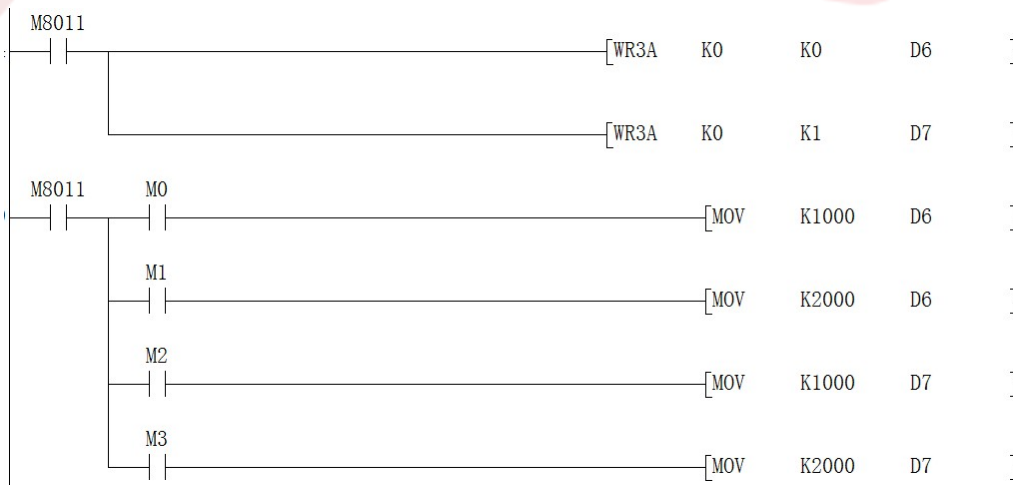 M8011
[WR3A K0 K0 D6 ]
[WR3A K0 K1 D7 ]
M8011 M0
[MOV K1000 D6 ]
M1
[MOV K2000 D6 ]
M2
[MOV K1000 D7 ]
M3
[MOV K2000 D7 ]